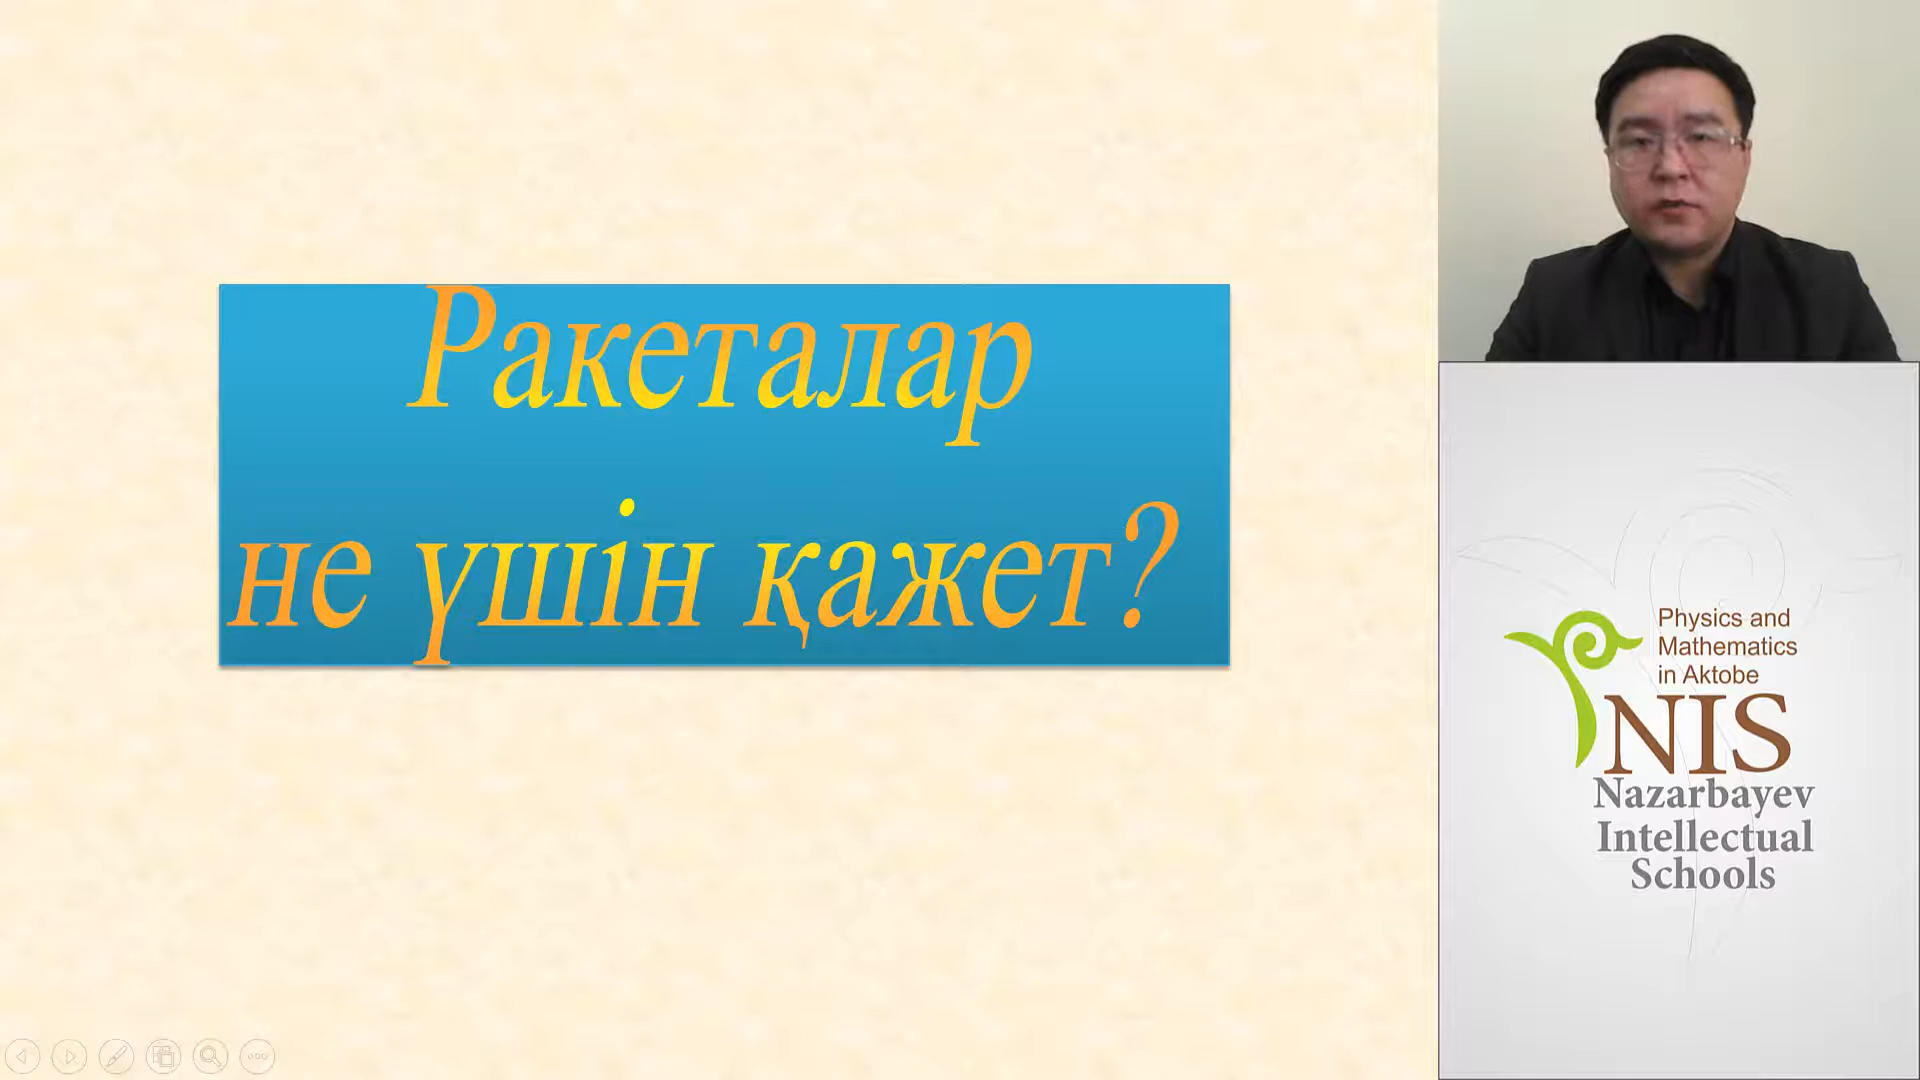 Ракеталар
не үшін қажет?
Physics and
Mathematics
in Aktobe
NIS
Nazarbayev
Intellectual
Schools